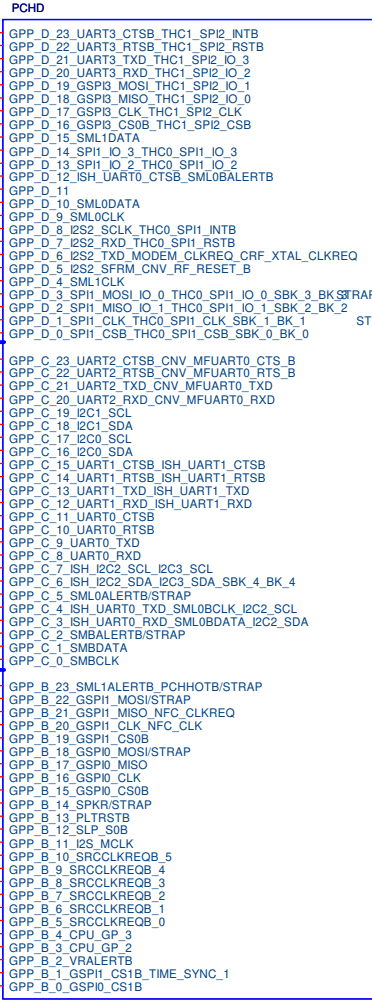 PCHD
GPP_D_23_UART3_CTSB_THC1_SPI2_INTB
GPP_D_22_UART3_RTSB_THC1_SPI2_RSTB
GPP_D_21_UART3_TXD_THC1_SPI2_IO_3
GPP_D_20_UART3_RXD_THC1_SPI2_IO_2
GPP_D_19_GSPI3_MOSI_THC1_SPI2_IO_1
GPP_D_18_GSPI3_MISO_THC1_SPI2_IO_0
GPP_D_17_GSPI3_CLK_THC1_SPI2_CLK
GPP_D_16_GSPI3_CS0B_THC1_SPI2_CSB
GPP_D_15_SML1DATA
GPP_D_14_SPI1_IO_3_THC0_SPI1_IO_3
GPP_D_13_SPI1_IO_2_THC0_SPI1_IO_2
GPP_D_12_ISH_UART0_CTSB_SML0BALERTB
GPP_D_11
GPP_D_10_SML0DATA
GPP_D_9_SML0CLK
GPP_D_8_I2S2_SCLK_THC0_SPI1_INTB
GPP_D_7_I2S2_RXD_THC0_SPI1_RSTB
GPP_D_6_I2S2_TXD_MODEM_CLKREQ_CRF_XTAL_CLKREQ
GPP_D_5_I2S2_SFRM_CNV_RF_RESET_B
GPP_D_4_SML1CLK
GPP_D_3_SPI1_MOSI_IO_0_THC0_SPI1_IO_0_SBK_3_BK_3 STRAP
GPP_D_2_SPI1_MISO_IO_1_THC0_SPI1_IO_1_SBK_2_BK_2
GPP_D_1_SPI1_CLK_THC0_SPI1_CLK_SBK_1_BK_1 ST
GPP_D_0_SPI1_CSB_THC0_SPI1_CSB_SBK_0_BK_0
GPP_C_23_UART2_CTSB_CNV_MFUART0_CTS_B
GPP_C_22_UART2_RTSB_CNV_MFUART0_RTS_B
GPP_C_21_UART2_TXD_CNV_MFUART0_TXD
GPP_C_20_UART2_RXD_CNV_MFUART0_RXD
GPP_C_19_I2C1_SCL
GPP_C_18_I2C1_SDA
GPP_C_17_I2C0_SCL
GPP_C_16_I2C0_SDA
GPP_C_15_UART1_CTSB_ISH_UART1_CTSB
GPP_C_14_UART1_RTSB_ISH_UART1_RTSB
GPP_C_13_UART1_TXD_ISH_UART1_TXD
GPP_C_12_UART1_RXD_ISH_UART1_RXD
GPP_C_11_UART0_CTSB
GPP_C_10_UART0_RTSB
GPP_C_9_UART0_TXD
GPP_C_8_UART0_RXD
GPP_C_7_ISH_I2C2_SCL_I2C3_SCL
GPP_C_6_ISH_I2C2_SDA_I2C3_SDA_SBK_4_BK_4
GPP_C_5_SML0ALERTB/STRAP
GPP_C_4_ISH_UART0_TXD_SML0BCLK_I2C2_SCL
GPP_C_3_ISH_UART0_RXD_SML0BDATA_I2C2_SDA
GPP_C_2_SMBALERTB/STRAP
GPP_C_1_SMBDATA
GPP_C_0_SMBCLK
GPP_B_23_SML1ALERTB_PCHHOTB/STRAP
GPP_B_22_GSPI1_MOSI/STRAP
GPP_B_21_GSPI1_MISO_NFC_CLKREQ
GPP_B_20_GSPI1_CLK_NFC_CLK
GPP_B_19_GSPI1_CS0B
GPP_B_18_GSPI0_MOSI/STRAP
GPP_B_17_GSPI0_MISO
GPP_B_16_GSPI0_CLK
GPP_B_15_GSPI0_CS0B
GPP_B_14_SPKR/STRAP
GPP_B_13_PLTRSTB
GPP_B_12_SLP_S0B
GPP_B_11_I2S_MCLK
GPP_B_10_SRCCLKREQB_5
GPP_B_9_SRCCLKREQB_4
GPP_B_8_SRCCLKREQB_3
GPP_B_7_SRCCLKREQB_2
GPP_B_6_SRCCLKREQB_1
GPP_B_5_SRCCLKREQB_0
GPP_B_4_CPU_GP_3
GPP_B_3_CPU_GP_2
GPP_B_2_VRALERTB
GPP_B_1_GSPI1_CS1B_TIME_SYNC_1
GPP_B_0_GSPI0_CS1B